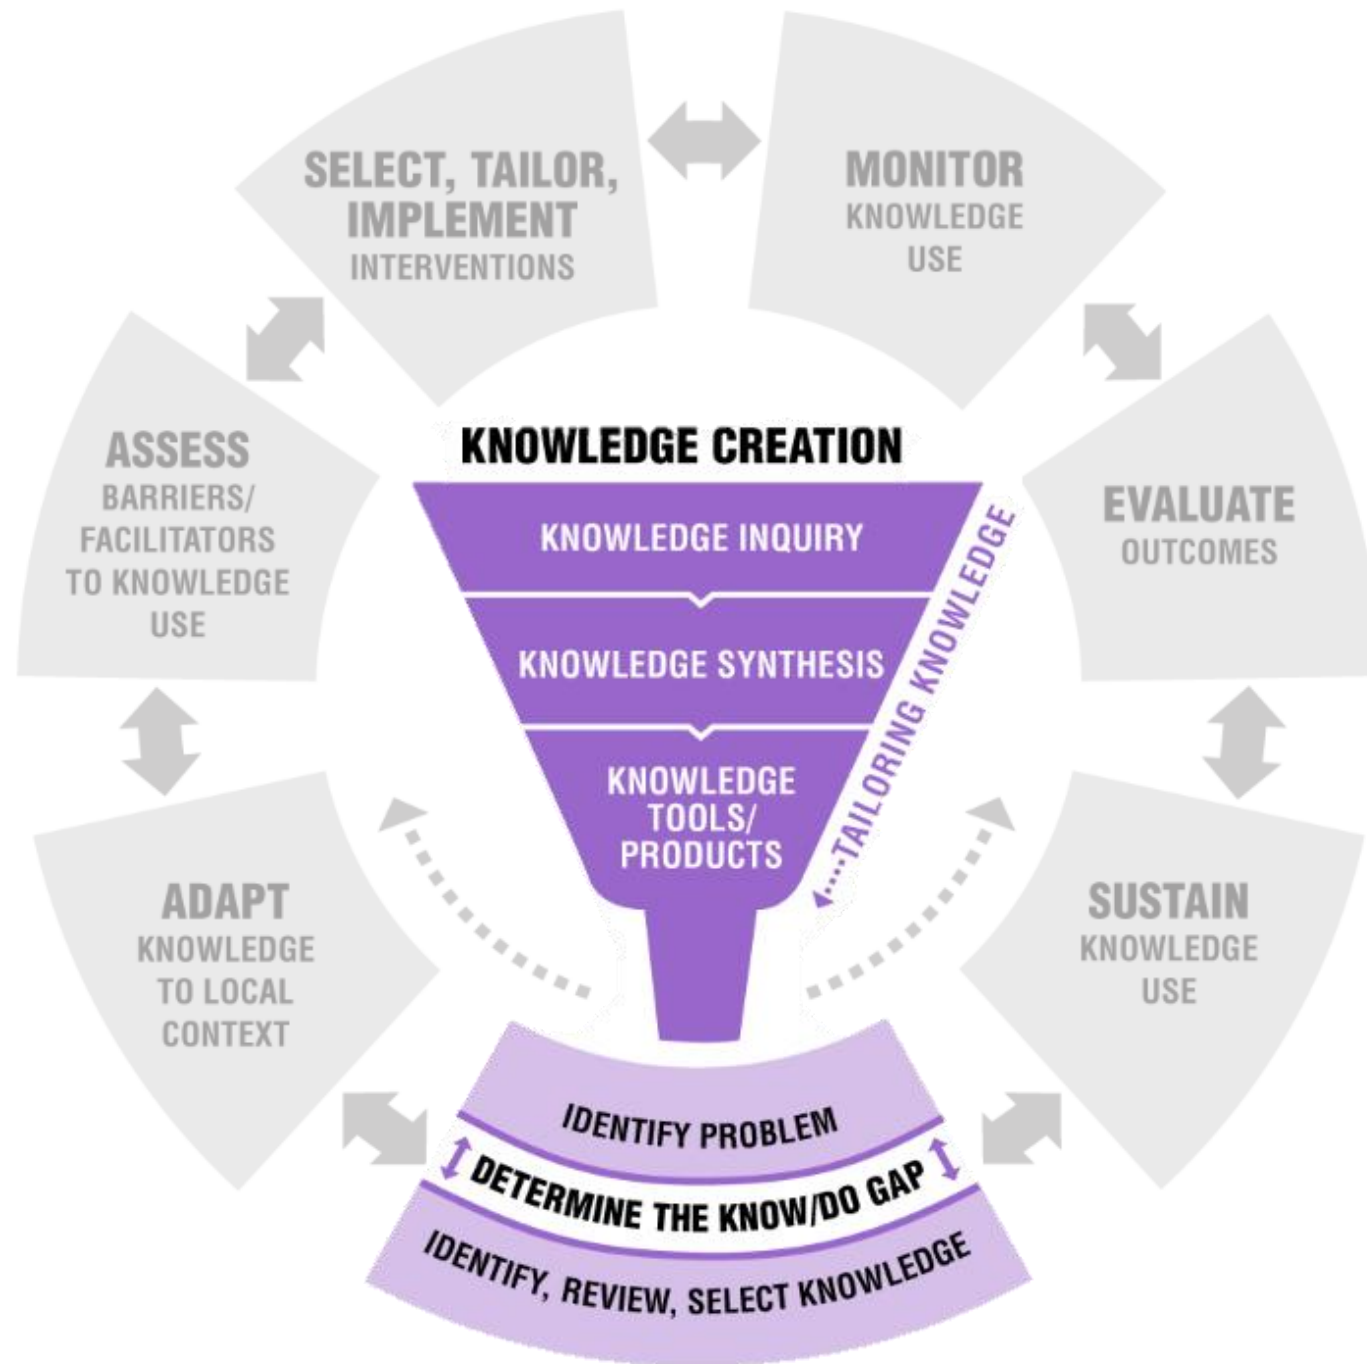 SELECT, TAILOR,
IMPLEMENT
INTERVENTIONS
MONITOR
KNOWLEDGE
USE
ASSESS
BARRIERS/
FACILITATORS
TO KNOWLEDGE
USE
KNOWLEDGE CREATION
KNOWLEDGE INQUIRY
KNOWLEDGE SYNTHESIS
KNOWLEDGE
TOOLS/
PRODUCTS
TAILORING KNOWLEDGE
EVALUATE
OUTCOMES
ADAPT
KNOWLEDGE
TO LOCAL
CONTEXT
SUSTAIN
KNOWLEDGE
USE
IDENTIFY PROBLEM
DETERMINE THE KNOW/DO GAP
IDENTIFY, REVIEW, SELECT KNOWLEDGE